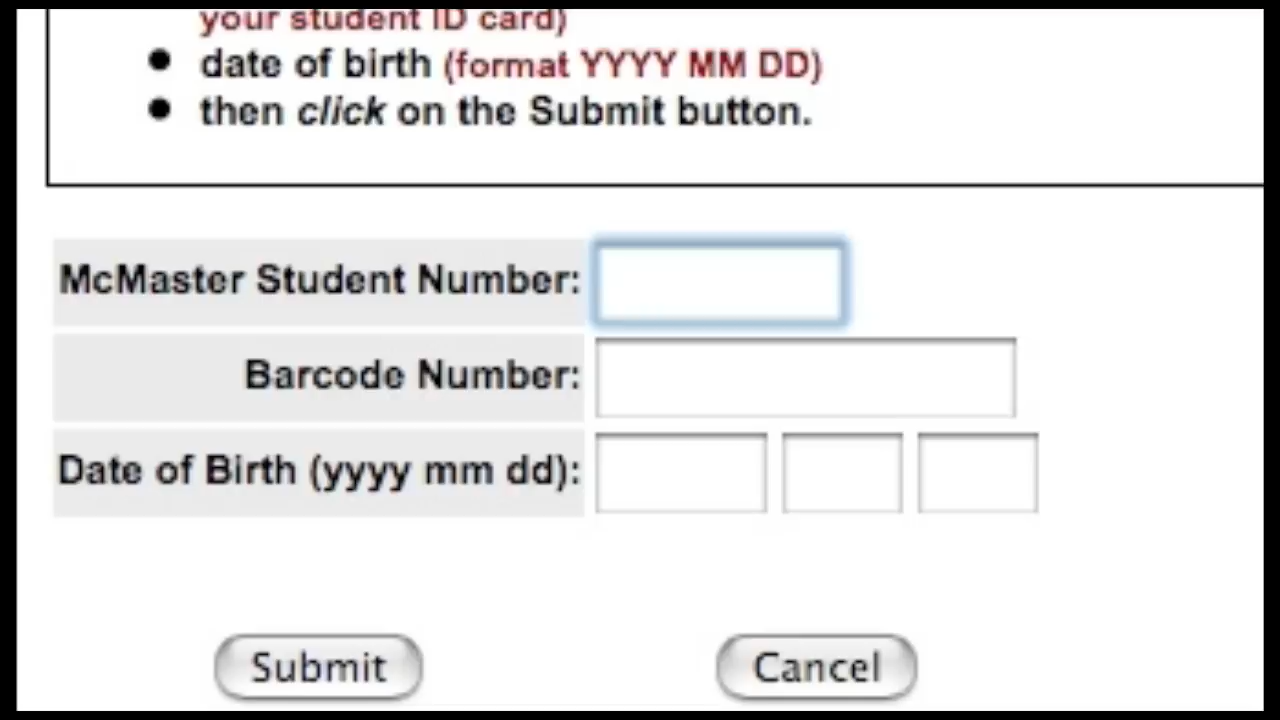 your student ID card)
● date of birth (format YYYY MM DD)
● then click on the Submit button.
McMaster Student Number:
Barcode Number:
Date of Birth (yyyy mm dd):
Submit Cancel